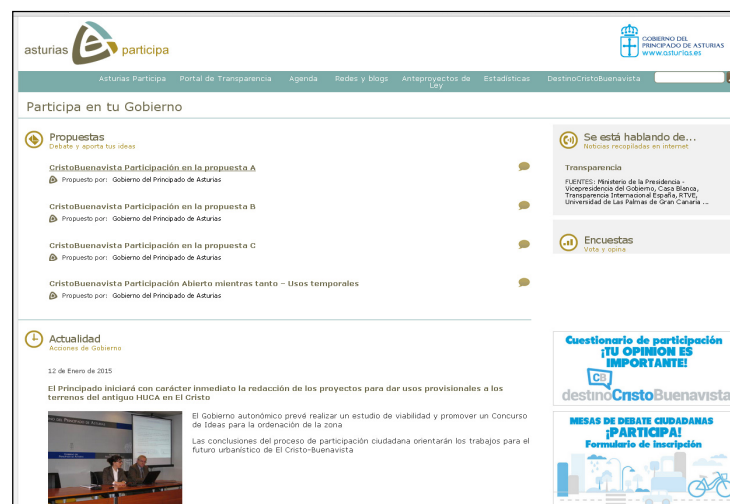 asturias participa
GOBIERNO DEL
PRINCIPADO DE ASTURIAS
www.asturias.es
Asturias Participa Portal de Transparencia Agenda Redes y blogs Anteproyectos de Estadísticas DestinoCristoBuenavista
Ley
Participa en tu Gobierno
Propuestas
Debate y aporta tus ideas
CristoBuenavista Participación en la propuesta A
Propuesto por: Gobierno del Principado de Asturias
CristoBuenavista Participación en la propuesta B
Propuesto por: Gobierno del Principado de Asturias
CristoBuenavista Participación en la propuesta C
Propuesto por: Gobierno del Principado de Asturias
CristoBuenavista Participación Abierto mientras tanto – Usos temporales
Propuesto por: Gobierno del Principado de Asturias
Se está hablando de...
Noticias recopiladas en internet
Transparencia
FUENTES: Ministerio de la Presidencia -
Vicepresidencia del Gobierno, Casa Blanca,
Transparencia Internacional España, RTVE,
Universidad de Las Palmas de Gran Canaria ...
Encuestas
Vota y opina
Actualidad
Acciones de Gobierno
12 de Enero de 2015
El Principado iniciará con carácter inmediato la redacción de los proyectos para dar usos provisionales a los
terrenos del antiguo HUCA en El Cristo
El Gobierno autonómico prevé realizar un estudio de viabilidad y promover un Concurso
de Ideas para la ordenación de la zona
Las conclusiones del proceso de participación ciudadana orientarán los trabajos para el
futuro urbanístico de El Cristo-Buenavista
Cuestionario de participación
¡TU OPINION ES
IMPORTANTE!
CB
destinoCristoBuenavista
MESAS DE DEBATE CIUDADANAS
¡PARTICIPA!
Formulario de inscripción